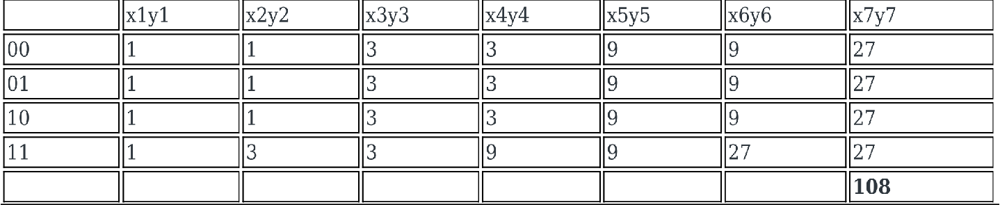 x1y1 x2y2 x3y3 x4y4 x5y5 x6y6 x7y7
00 1 1 3 3 9 9 27
01 1 1 3 3 9 9 27
10 1 1 3 3 9 9 27
11 1 3 3 9 9 27 27
108